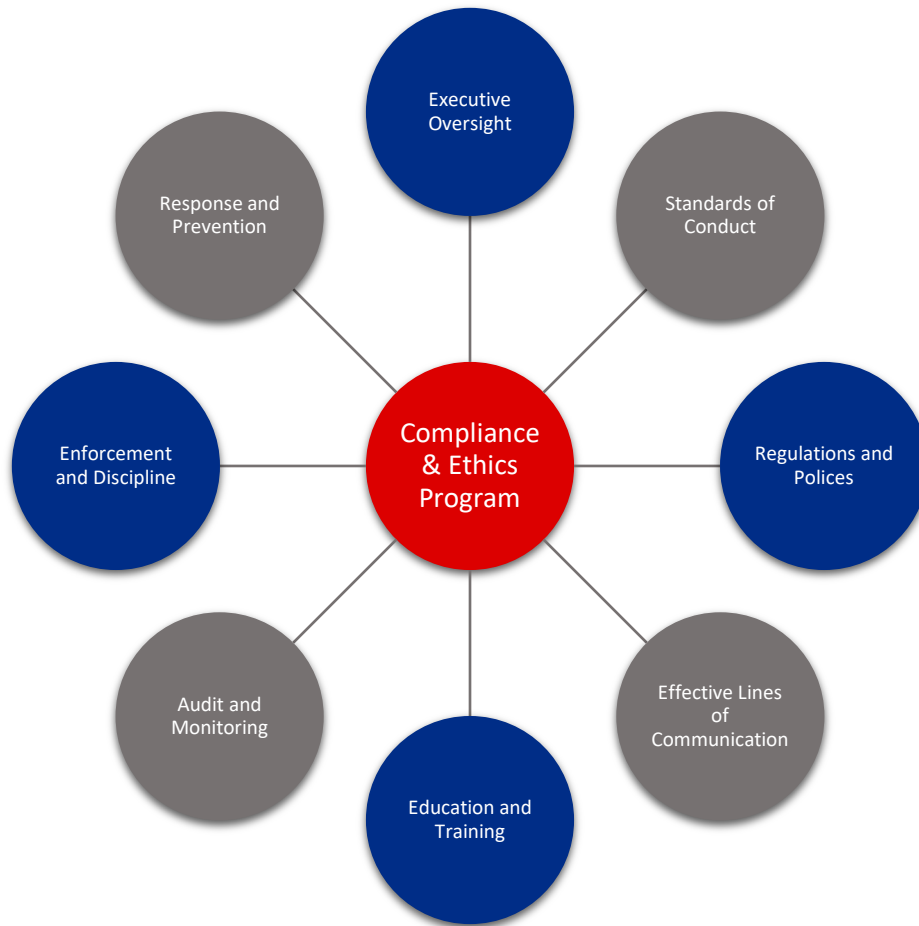 Executive
Oversight
Response and
Prevention
Standards of
Conduct
Compliance
& Ethics
Program
Enforcement
and Discipline
Regulations and
Polices
Audit and
Monitoring
Effective Lines
of
Communication
Education and
Training